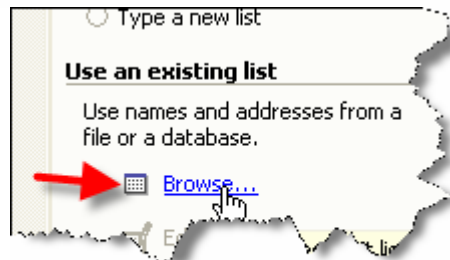 Type a new list
Use an existing list
Use names and addresses from a
file or a database.
Browse...